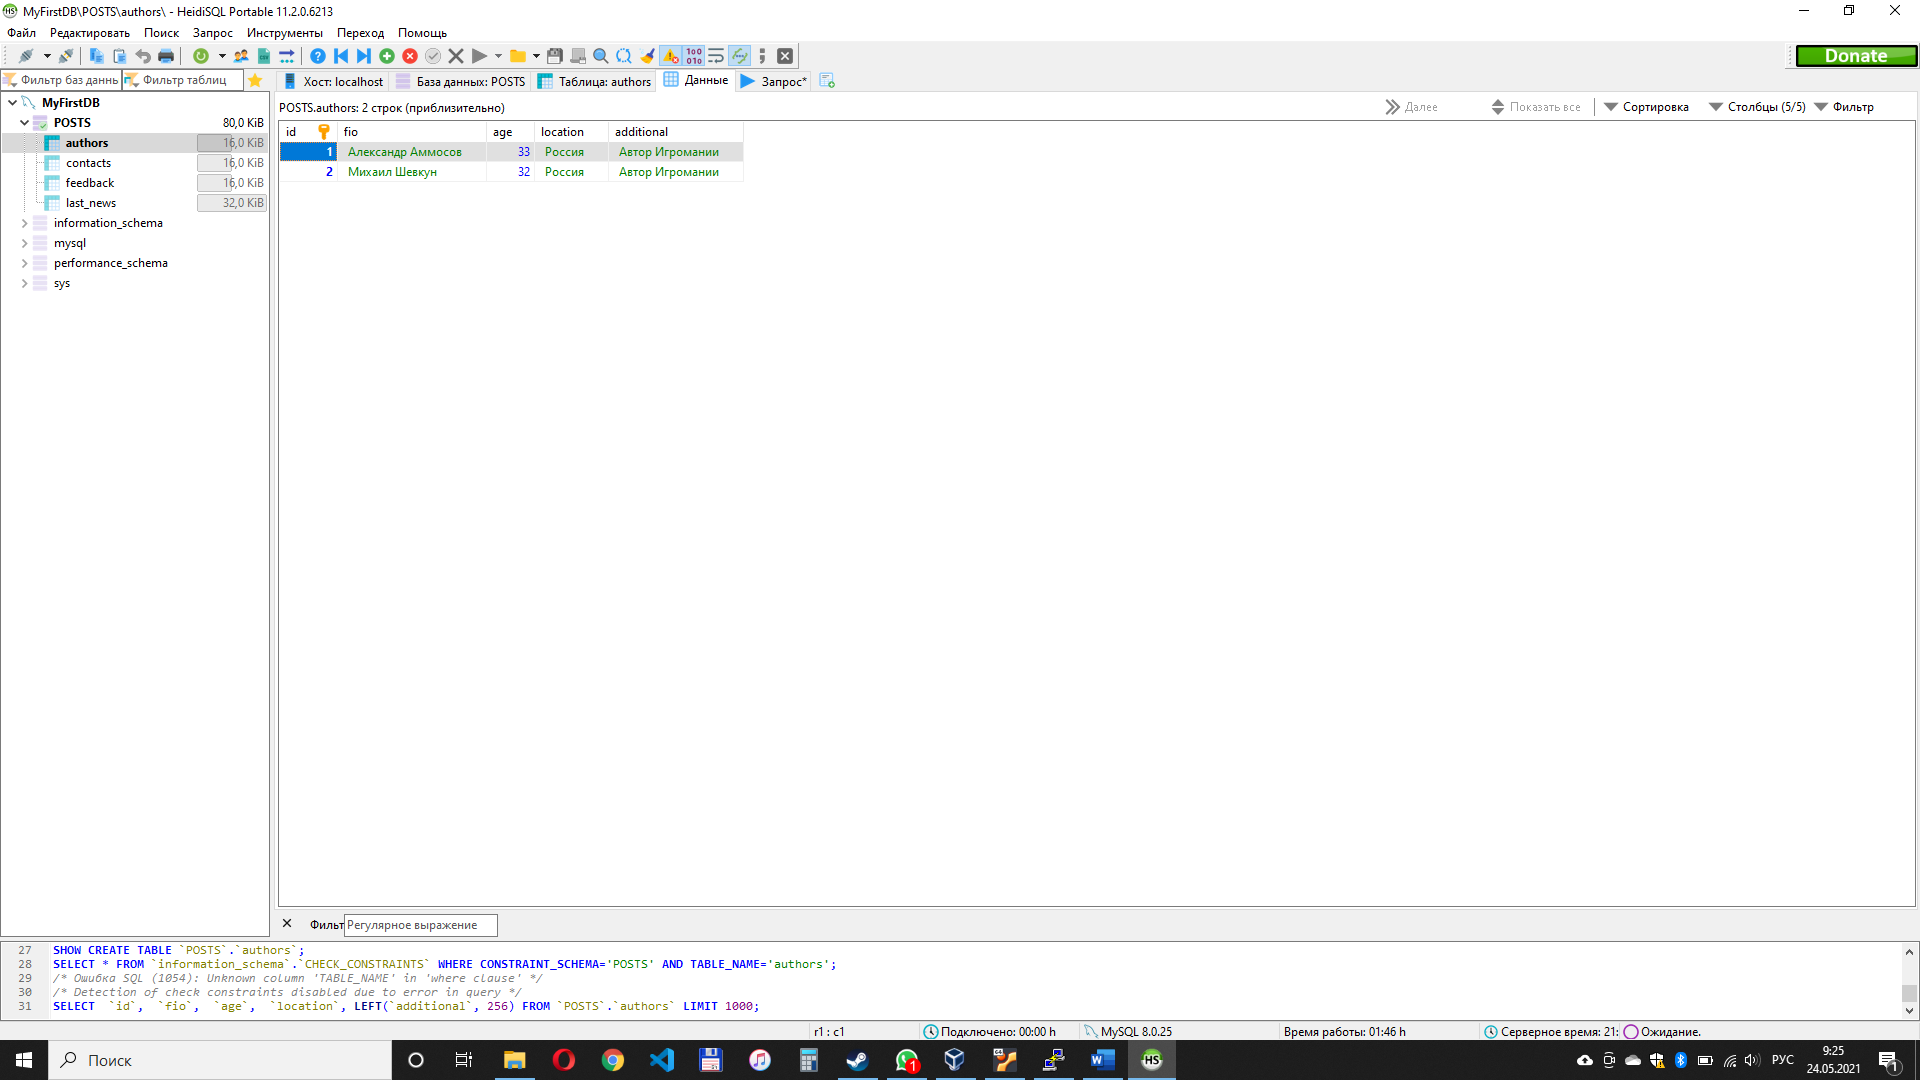 MyFirstDB\POSTS\authors\ - HeidiSQL Portable 11.2.0.6213
Файл Редактировать Поиск Запрос Инструменты Переход Помощь
Donate
Фильтр баз даннь Фильтр таблиц
Хост: localhost База данных: POSTS Таблица: authors Данные Запрос*
MyFirstDB
POSTS 80,0 KiB
authors 16,0 KiB
contacts 16,0 KiB
feedback 16,0 KiB
last_news 32,0 KiB
information_schema
mysql
performance_schema
sys
POSTS.authors: 2 строк (приблизительно) Далее Показать все Сортировка Столбцы (5/5) Фильтр
id fio age location additional
1 Александр Аммосов 33 Россия Автор Игромании
2 Михаил Шевкун 32 Россия Автор Игромании
Фильт Регулярное выражение
27 SHOW CREATE TABLE `POSTS`.`authors`;
28 SELECT * FROM `information_schema`.`CHECK_CONSTRAINTS` WHERE CONSTRAINT_SCHEMA='POSTS' AND TABLE_NAME='authors';
29 /* Ошибка SQL (1054): Unknown column 'TABLE_NAME' in 'where clause' */
30 /* Detection of check constraints disabled due to error in query */
31 SELECT `id`, `fio`, `age`, `location`, LEFT(`additional`, 256) FROM `POSTS`.`authors` LIMIT 1000;
r1 : c1 Подключено: 00:00 h MySQL 8.0.25 Время работы: 01:46 h Серверное время: 21: Ожидание.
Поиск
1
HS
РУС
9:25
24.05.2021
1